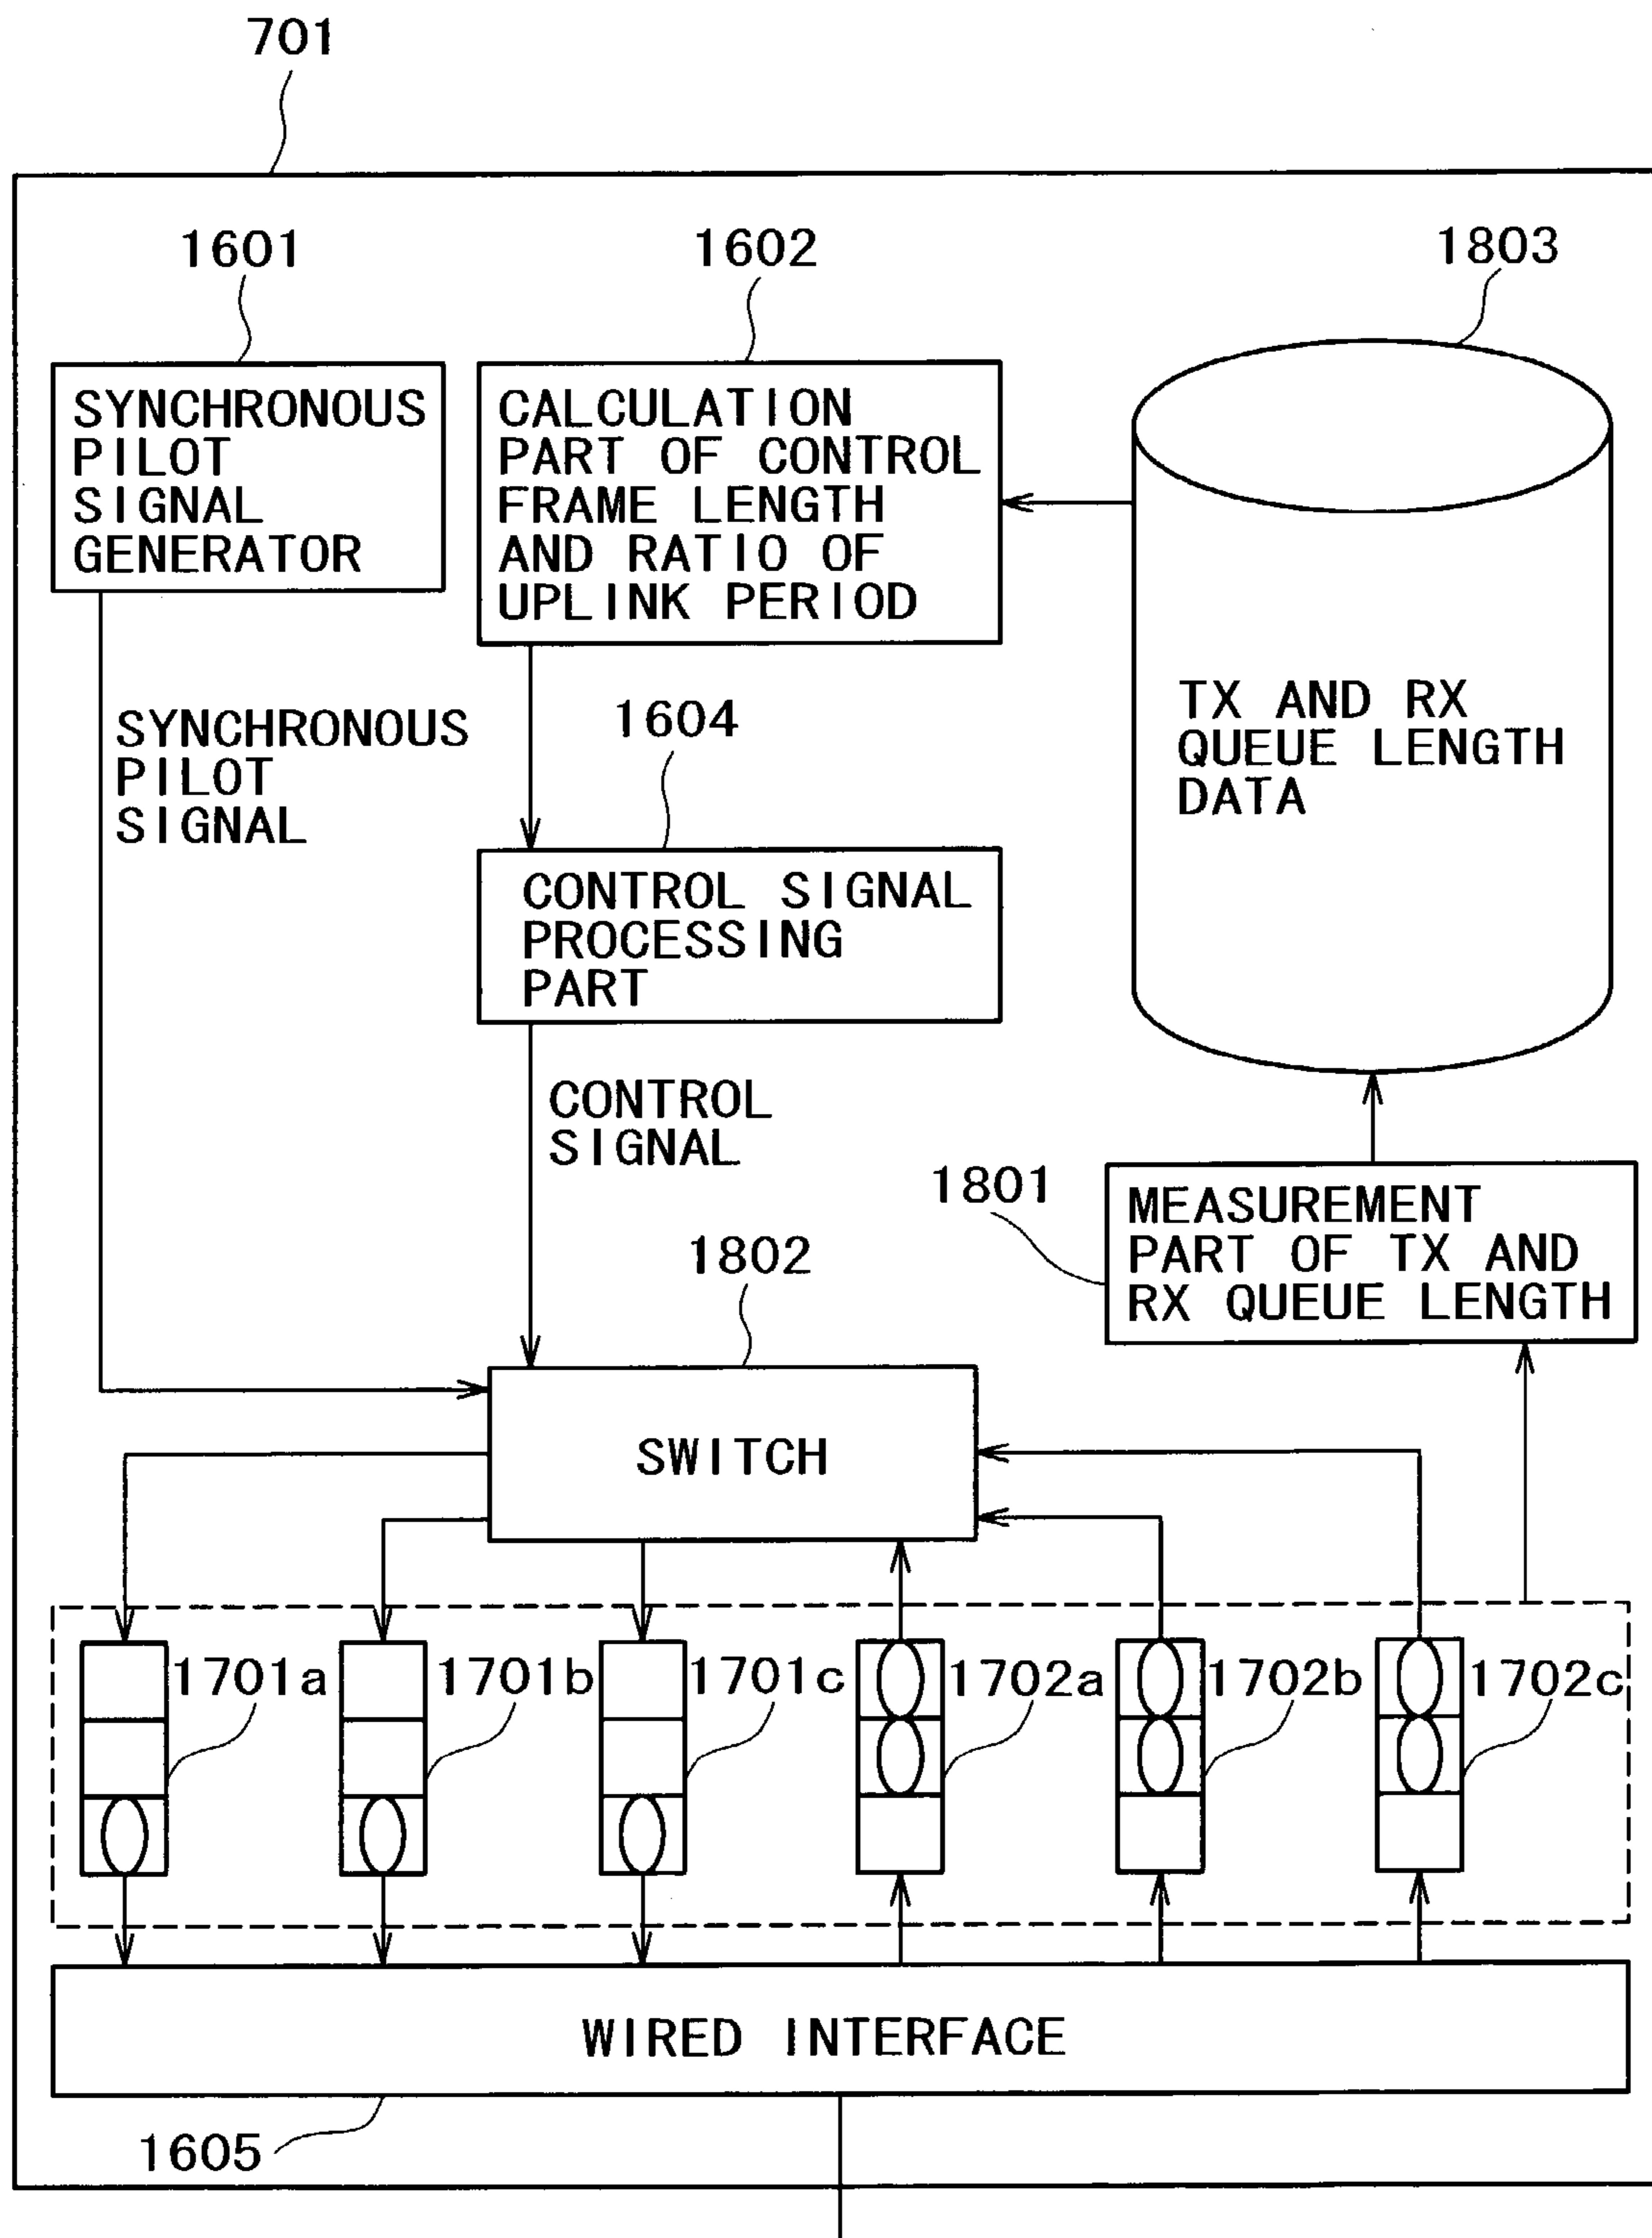 701
1601
1602
1803
SYNCHRONOUS
PILOT
SIGNAL
GENERATOR
CALCULATION
PART OF CONTROL
FRAME LENGTH
AND RATIO OF
UPLINK PERIOD
TX AND RX
QUEUE LENGTH
DATA
SYNCHRONOUS
PILOT
SIGNAL
1604
CONTROL SIGNAL
PROCESSING
PART
CONTROL
SIGNAL
1801
MEASUREMENT
PART OF TX AND
RX QUEUE LENGTH
1802
SWITCH
1701a
1701b
1701c
1702a
1702b
1702c
WIRED INTERFACE
1605